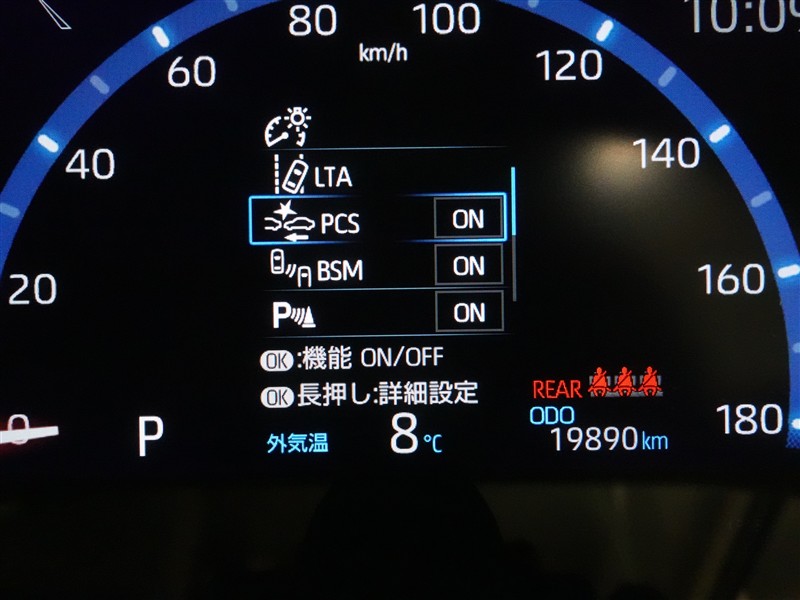 10:09
80
100
km/h
60
120
40
140
LTA
PCS ON
BSM ON
20
160
P ON
OK:機能 ON/OFF
OK長押し:詳細設定
REAR
ODO
0
P
外気温 8℃
19890km
180